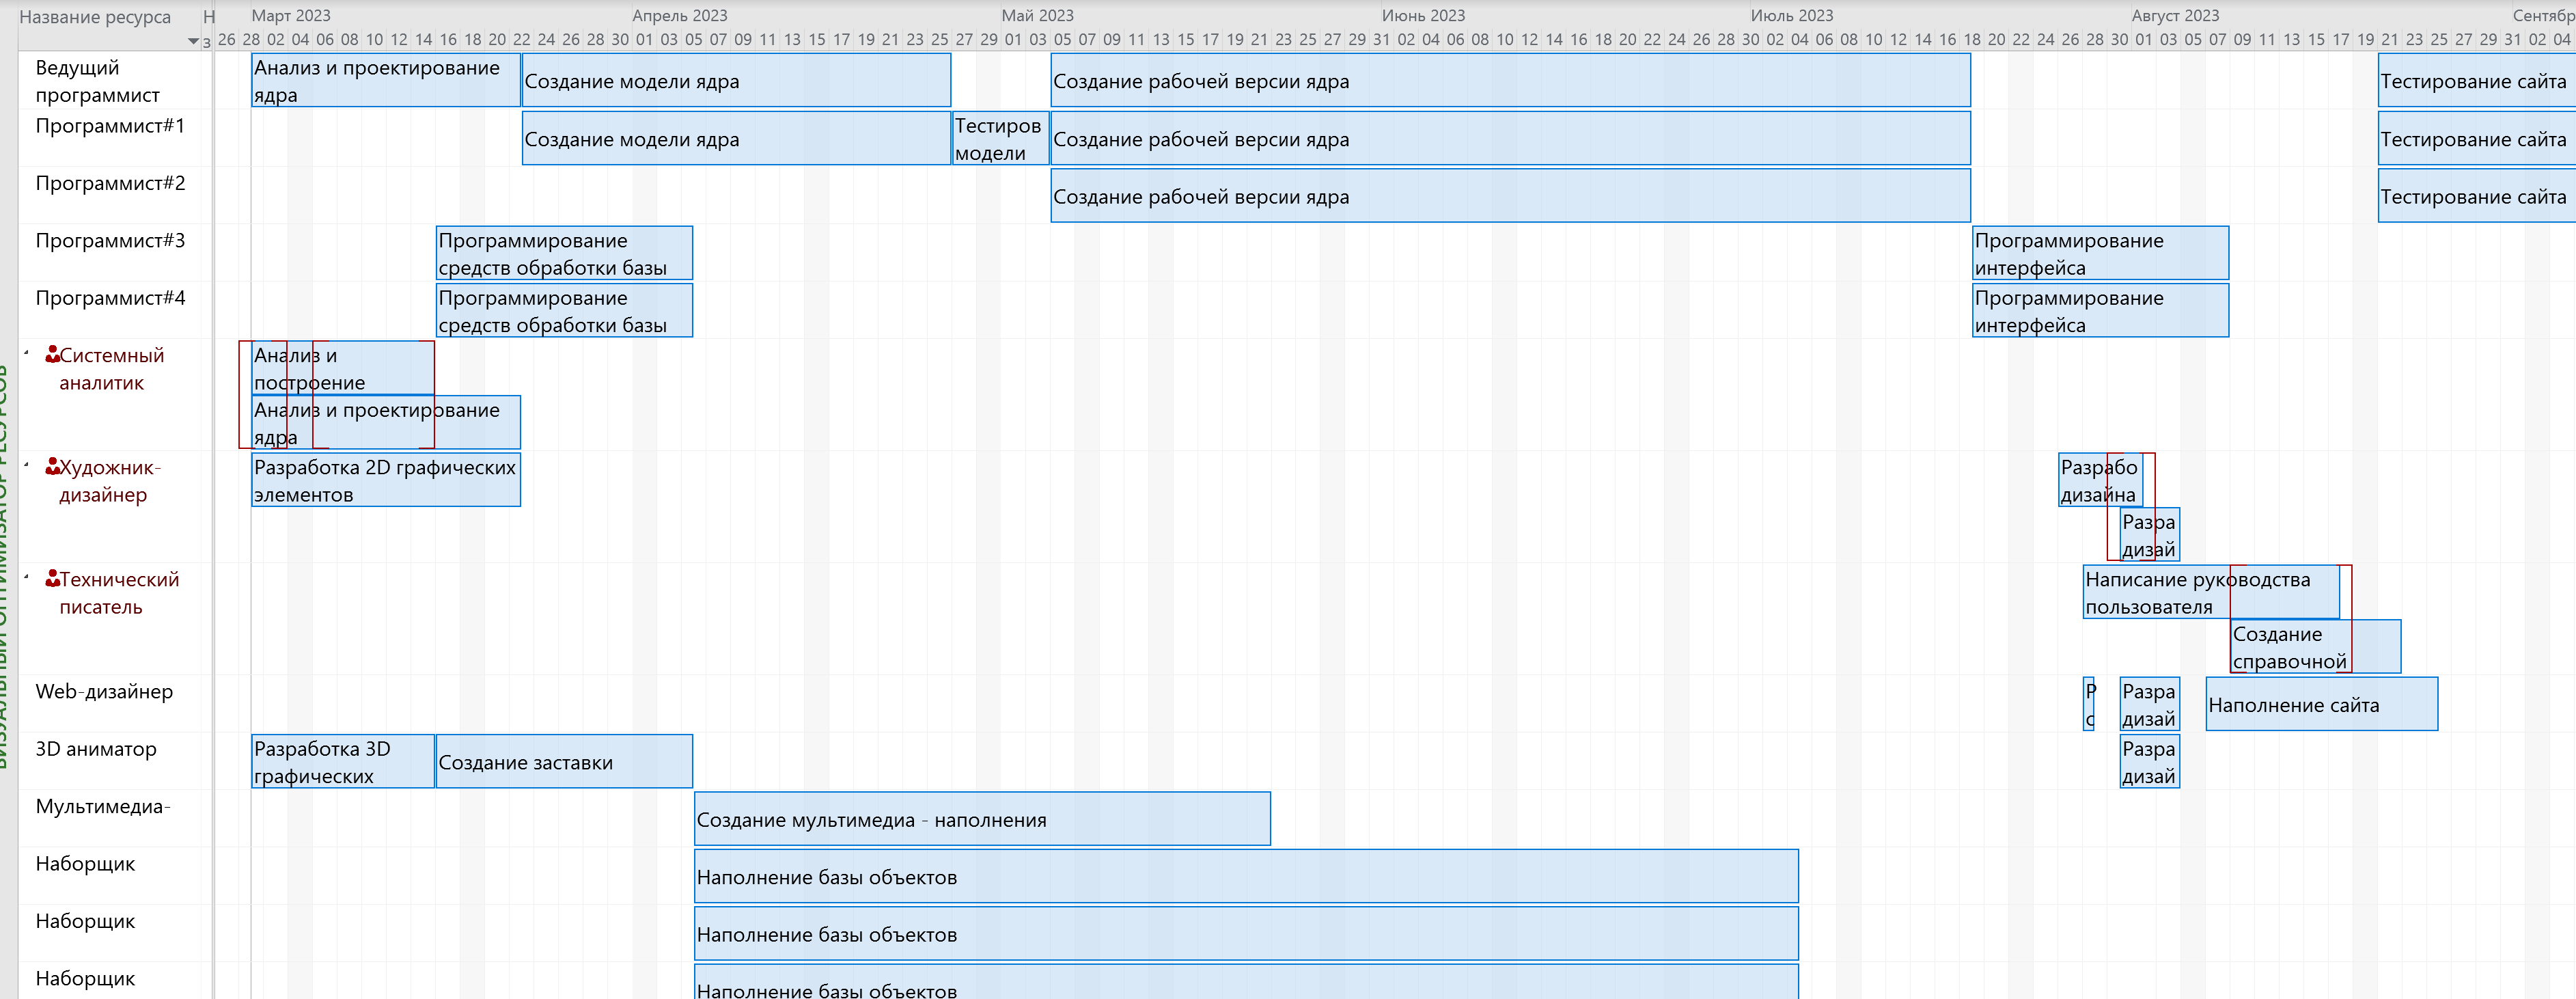 Название ресурса
Март 2023 Апрель 2023 Май 2023 Июнь 2023 Июль 2023 Август 2023 Сентябр
26 28 02 04 06 08 10 12 14 16 18 20 22 24 26 28 30 01 03 05 07 09 11 13 15 17 19 21 23 25 27 29 01 03 05 07 09 11 13 15 17 19 21 23 25 27 29 31 02 04 06 08 10 12 14 16 18 20 22 24 26 28 30 02 04 06 08 10 12 14 16 18 20 22 24 26 28 30 01 03 05 07 09 11 13 15 17 19 21 23 25 27 29 31 02 04
ВИЗУАЛЬНЫЙ ОПТИМИЗАТОР РЕСУРСОВ
Ведущий
программист
Анализ и проектирование
ядра
Создание модели ядра
Создание рабочей версии ядра
Тестирование сайта
Программист#1
Создание модели ядра
Тестиров
модели
Создание рабочей версии ядра
Тестирование сайта
Программист#2
Создание рабочей версии ядра
Тестирование сайта
Программист#3
Программирование
средств обработки базы
Программирование
интерфейса
Программист#4
Программирование
средств обработки базы
Программирование
интерфейса
Системный
аналитик
Анализ и
построение
Анализ и проектирование
ядра
Художник-
дизайнер
Разработка 2D графических
элементов
Разрабо
дизайна
Разра
дизай
Технический
писатель
Написание руководства
пользователя
Создание
справочной
Web-дизайнер
Р
с
Разра
дизай
Наполнение сайта
3D аниматор
Разработка 3D
графических
Создание заставки
Разра
дизай
Мультимедиа-
Создание мультимедиа - наполнения
Наборщик
Наполнение базы объектов
Наборщик
Наполнение базы объектов
Наборщик
Наполнение базы объектов